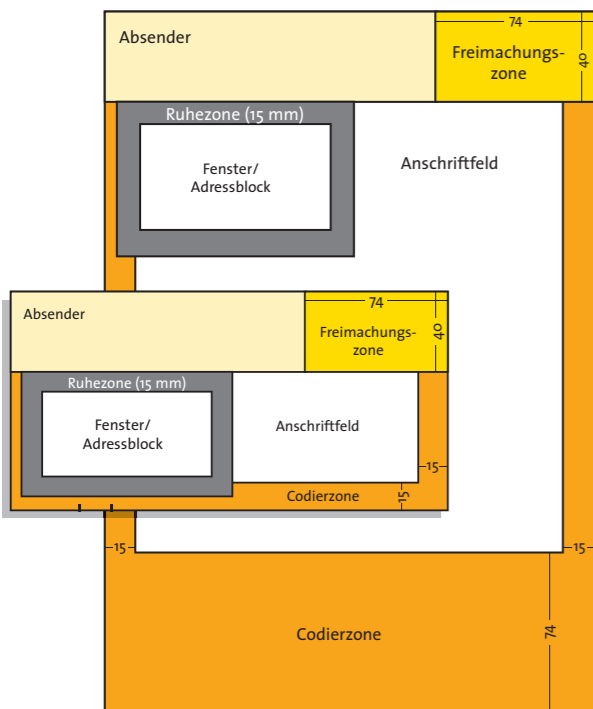 Absender
74
Freimachungs-
zone
40
Ruhezone (15 mm)
Fenster/
Adressblock
Anschriftfeld
Absender
74
Freimachungs-
zone
40
Ruhezone (15 mm)
Fenster/
Adressblock
Anschriftfeld
15
15
Codierzone
15
15
Codierzone
74